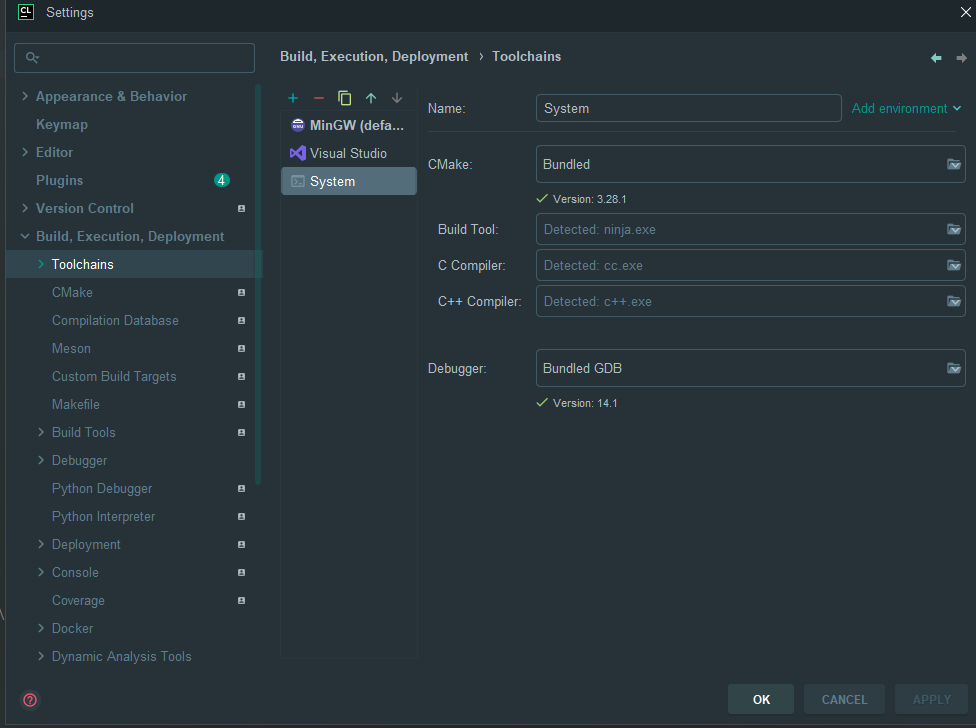 CL
Settings
Appearance & Behavior
Keymap
Editor
Plugins
4
Version Control
Build, Execution, Deployment
Toolchains
CMake
Compilation Database
Meson
Custom Build Targets
Makefile
Build Tools
Debugger
Python Debugger
Python Interpreter
Deployment
Console
Coverage
Docker
Dynamic Analysis Tools
?
Build, Execution, Deployment › Toolchains
MinGW (defa...
Visual Studio
System
Name: System Add environment
CMake: Bundled
Version: 3.28.1
Build Tool: Detected: ninja.exe
C Compiler: Detected: cc.exe
C++ Compiler: Detected: c++.exe
Debugger: Bundled GDB
Version: 14.1
OK CANCEL APPLY